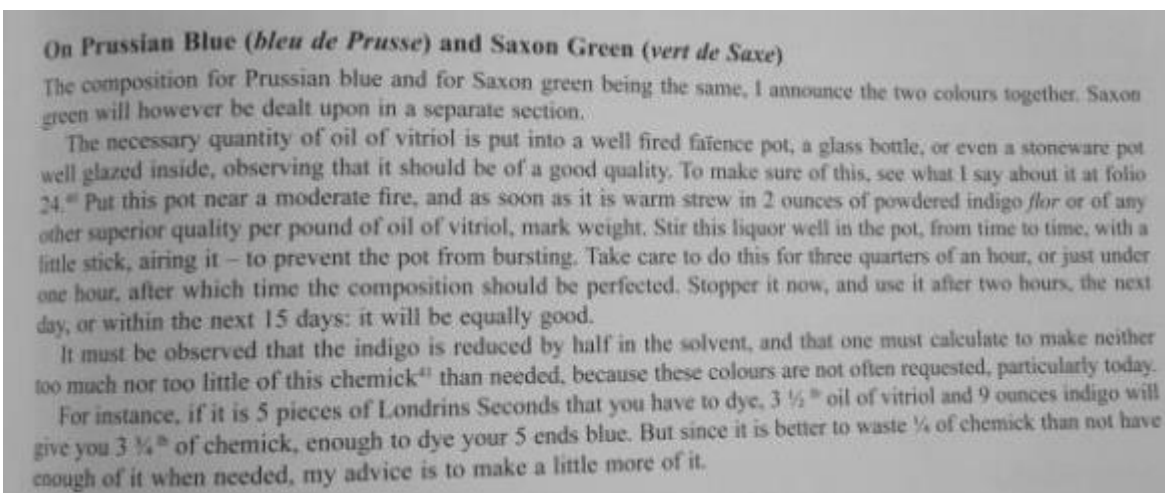 On Prussian Blue (bleu de Prusse) and Saxon Green (vert de Saxe)
The composition for Prussian blue and for Saxon green being the same, I announce the two colours together. Saxon
green will however be dealt upon in a separate section.
The necessary quantity of oil of vitriol is put into a well fired faïence pot, a glass bottle, or even a stoneware pot
well glazed inside, observing that it should be of a good quality. To make sure of this, see what I say about it at folio
24.⁴⁰ Put this pot near a moderate fire, and as soon as it is warm strew in 2 ounces of powdered indigo flor or of any
other superior quality per pound of oil of vitriol, mark weight. Stir this liquor well in the pot, from time to time, with a
little stick, airing it – to prevent the pot from bursting. Take care to do this for three quarters of an hour, or just under
one hour, after which time the composition should be perfected. Stopper it now, and use it after two hours, the next
day, or within the next 15 days: it will be equally good.
It must be observed that the indigo is reduced by half in the solvent, and that one must calculate to make neither
too much nor too little of this chemick⁴¹ than needed, because these colours are not often requested, particularly today.
For instance, if it is 5 pieces of Londrins Seconds that you have to dye, 3 ½ ˡᵇ oil of vitriol and 9 ounces indigo will
give you 3 ¾ ˡᵇ of chemick, enough to dye your 5 ends blue. But since it is better to waste ¼ of chemick than not have
enough of it when needed, my advice is to make a little more of it.